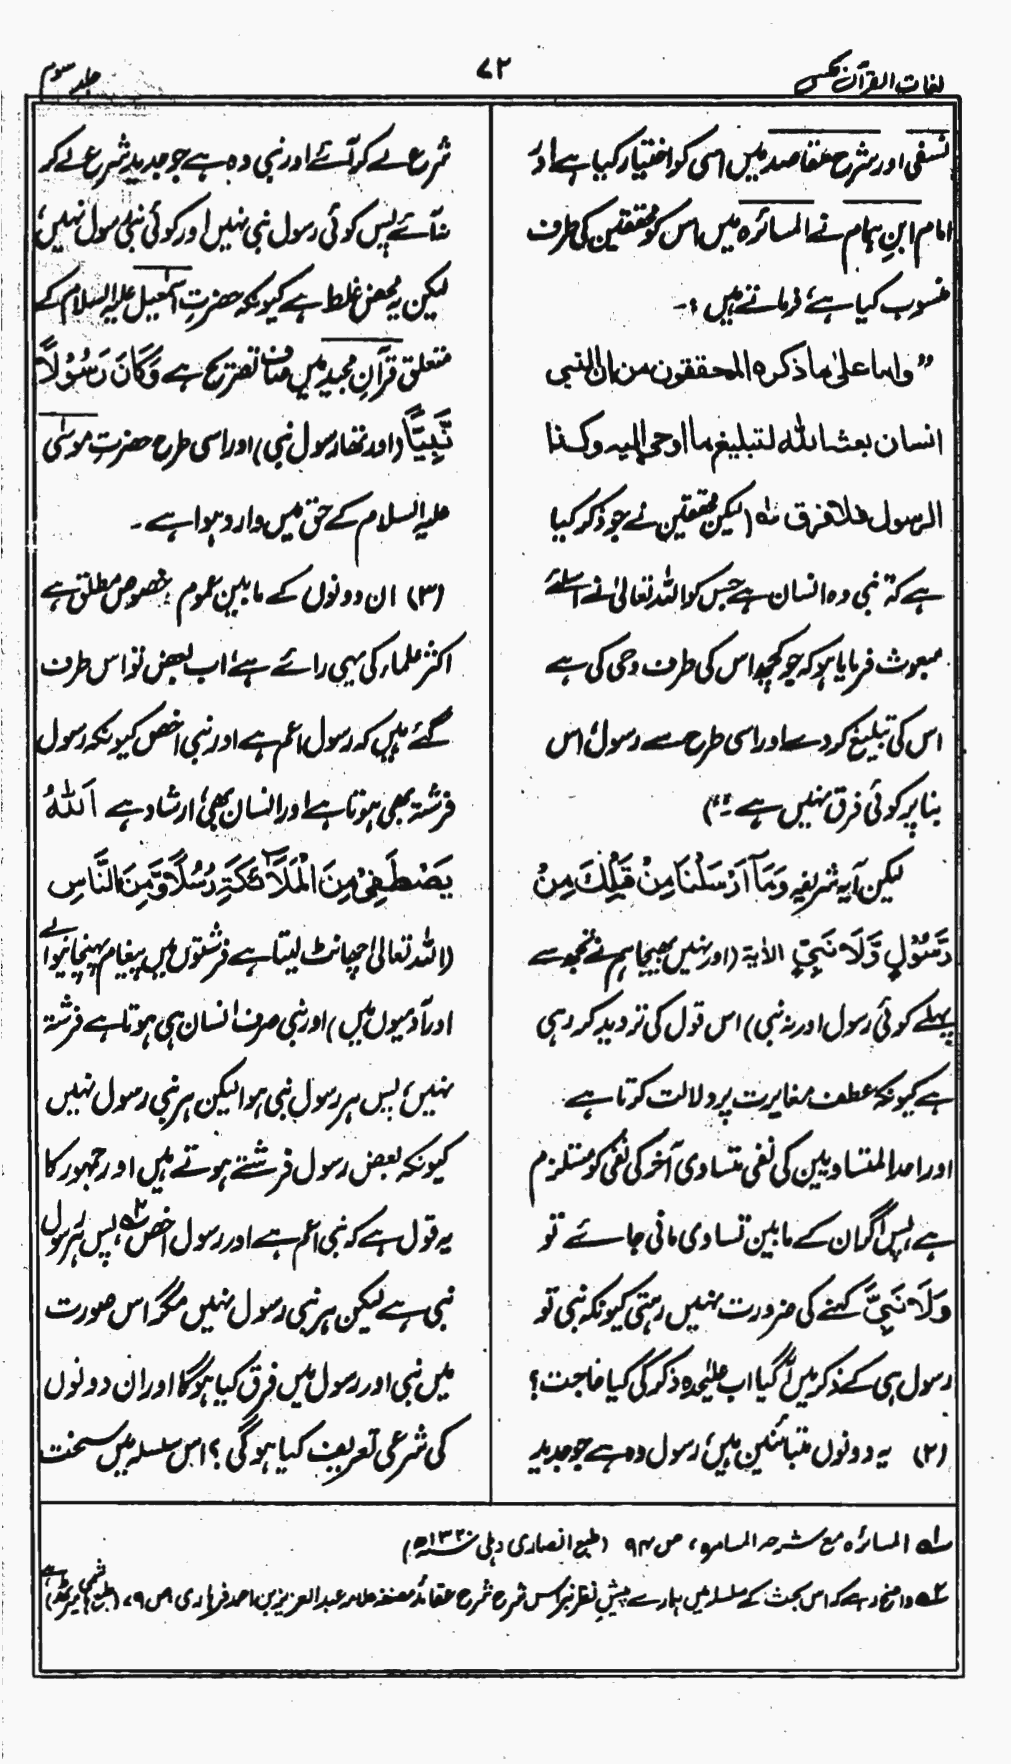 لغات القرآن مکمل
۷۲
جلد سوم
نسفی اور شرح مقاصد میں اسی کو اختیار کیا ہے اور
امام ابنِ ہمام نے المسائرہ میں اس کو محققین کی طرف
منسوب کیا ہے، فرماتے ہیں :۔
”واما علیٰ ما ذکرہ المحققون من ان النبی
انسان بعثہ اللہ لتبلیغ ما اوحی الیہ وکذا
الرسول فلا فرق لہ (لیکن محققین نے جو ذکر کیا
ہے کہ نبی وہ انسان ہے جس کو اللہ تعالیٰ نے اسلئے
مبعوث فرمایا ہو کہ جو کچھ اس کی طرف وحی کی ہے
اس کی تبلیغ کردے اور اسی طرح سے رسول، اس
بنا پر کوئی فرق نہیں ہے“)
لیکن آیہ شریفہ وَمَآ اَرْسَلْنَا مِنْ قَبْلِكَ مِنْ
رَّسُوْلٍ وَّلَا نَبِيٍّ الاٰیۃ (اور نہیں بھیجا ہم نے تجھ سے
پہلے کوئی رسول اور نہ نبی) اس قول کی تردید کر رہی
ہے کیونکہ عطف مغایرت پر دلالت کرتا ہے
اور احد المتساویین کی نفی متساوی آخر کی نفی کو مستلزم
ہے پس اگر ان کے مابین تساوی مانی جائے تو
وَلَا نَبِيٍّ کہنے کی ضرورت نہیں رہتی کیونکہ نبی تو
رسول ہی کے ذکر میں آگیا اب علیٰحدہ ذکر کی کیا حاجت؟
(۲) یہ دونوں متبائنین ہیں، رسول وہ ہے جو جدید
شرع لے کر آئے اور نبی وہ ہے جو جدید شرع لے کر
نہ آئے پس کوئی رسول نبی نہیں اور کوئی نبی رسول نہیں،
لیکن یہ محض غلط ہے کیونکہ حضرتِ اسمٰعیل علیہ السلام کے
متعلق قرآنِ مجید میں صاف تصریح ہے وَكَانَ رَسُوْلًا
نَّبِيًّا (اور تھا رسول نبی) اور اسی طرح حضرتِ موسیٰ
علیہ السلام کے حق میں وارد ہوا ہے۔
(۳) ان دونوں کے مابین عموم خصوص مطلق ہے
اکثر علماء کی یہی رائے ہے، اب بعض تو اس طرف
گئے ہیں کہ رسول اعم ہے اور نبی اخص کیونکہ رسول
فرشتہ بھی ہوتا ہے اور انسان بھی، ارشاد ہے اَللّٰهُ
يَصْطَفِيْ مِنَ الْمَلٰٓئِكَةِ رُسُلًا وَّمِنَ النَّاسِ
(اللہ تعالیٰ چھانٹ لیتا ہے فرشتوں میں پیغام پہنچانیوالے
اور آدمیوں میں) اور نبی صرف انسان ہی ہوتا ہے فرشتہ
نہیں، پس ہر رسول نبی ہوا لیکن ہر نبی رسول نہیں
کیونکہ بعض رسول فرشتے ہوتے ہیں اور جمہور کا
یہ قول ہے کہ نبی اعم ہے اور رسول اخص ۲ہ پس ہر رسول
نبی ہے لیکن ہر نبی رسول نہیں مگر اس صورت
میں نبی اور رسول میں فرق کیا ہوگا اور ان دونوں
کی شرعی تعریف کیا ہوگی؟ اس سلسلہ میں سخت
۱ہ المسائرہ مع شرحہ المسامرہ، ص ۹۴ (طبع انصاری دہلی ۱۳۲۰ھ)
۲ہ واضح رہے کہ اس بحث کے سلسلہ میں ہمارے پیشِ نظر نبراس شرح شرح عقائد مصنفہ علامہ عبد العزیز بن احمد فرہاری ص ۹، (طبع ہاشمی میرٹھ) ہے